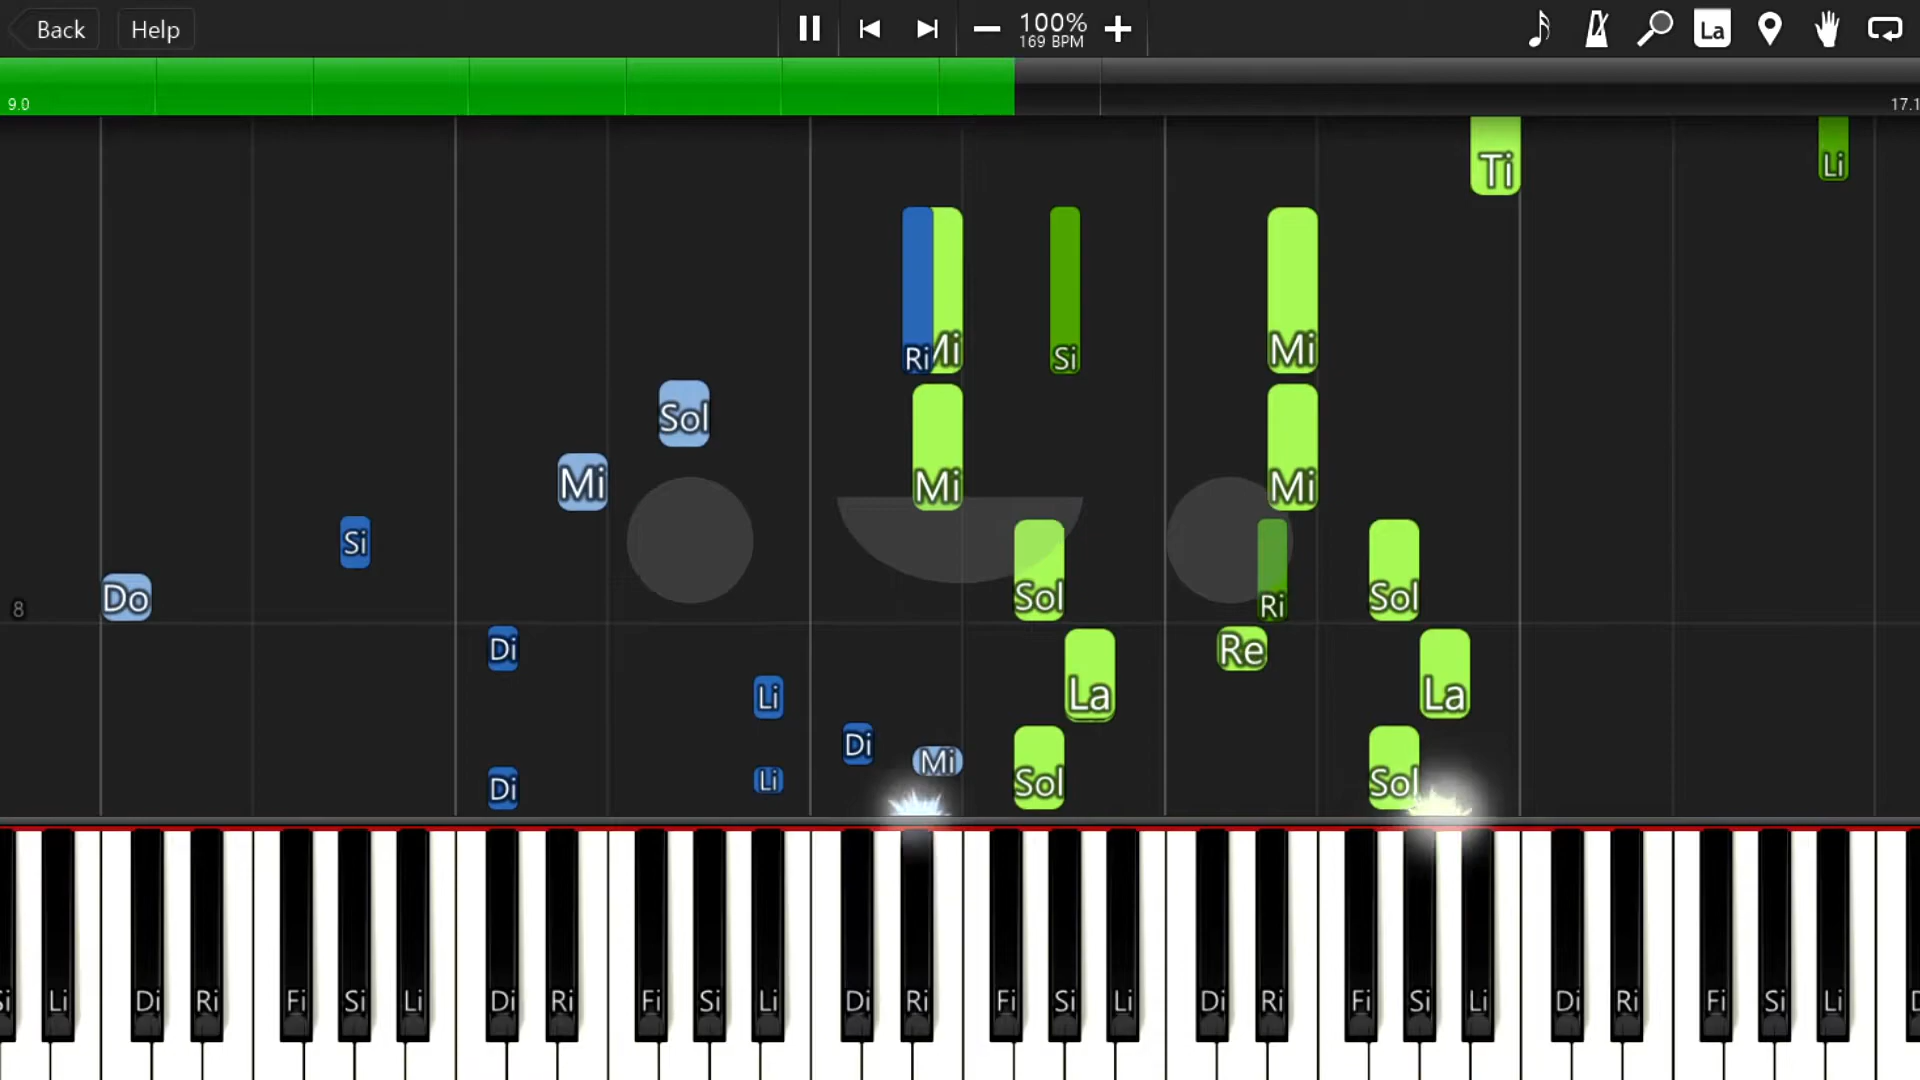 Back
Help
100%
169 BPM
La
9.0
17.1
Ti
Li
Ri
Mi
Si
Mi
Sol
Mi
Mi
Mi
Si
Do
Sol
Ri
Sol
8
Di
Re
Li
La
La
Di
Mi
Di
Li
Sol
Sol
Si Li Di Ri Fi Si Li Di Ri Fi Si Li Di Ri Fi Si Li Di Ri Fi Si Li Di Ri Fi Si Li